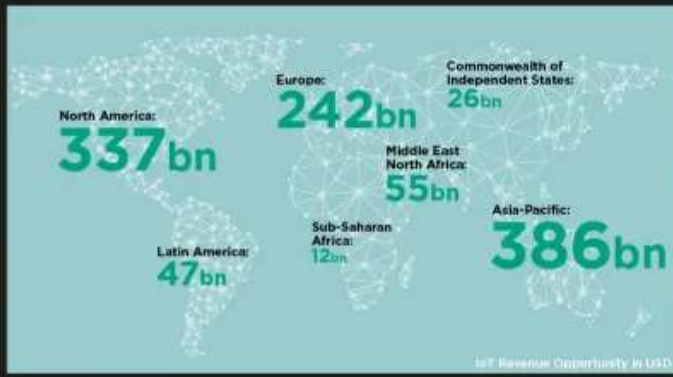 Commonwealth of
Independent States:
26bn
Europe:
242bn
North America:
337bn
Middle East
North Africa:
55bn
Asia-Pacific:
386bn
Sub-Saharan
Africa:
12bn
Latin America:
47bn
IoT Revenue Opportunity in USD